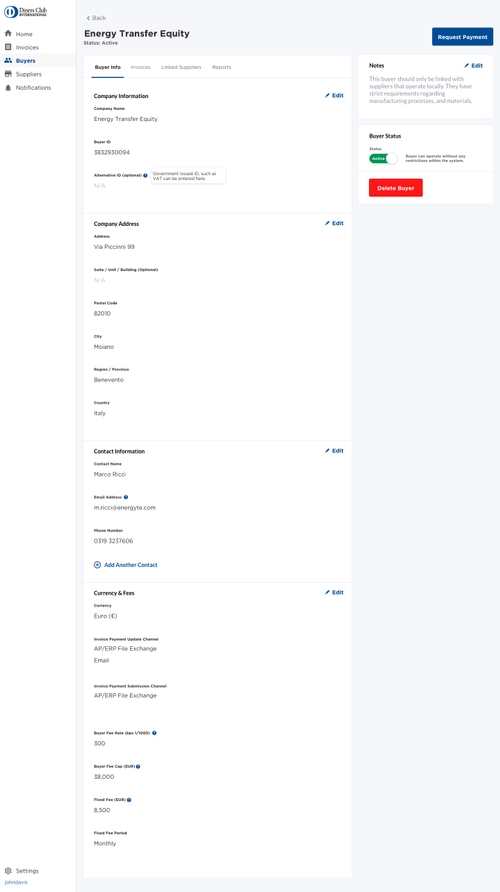 Diners Club
INTERNATIONAL
Home
Invoices
Buyers
Suppliers
Notifications
Back
Energy Transfer Equity
Status: Active
Request Payment
Buyer Info
Invoices
Linked Suppliers
Reports
Company Information
Edit
Company Name
Energy Transfer Equity
Buyer ID
3832930094
Alternative ID (optional)
Government issued ID, such as
VAT can be entered here.
N/A
Company Address
Edit
Address
Via Piccinni 99
Suite / Unit / Building (Optional)
N/A
Postal Code
82010
City
Moiano
Region / Province
Benevento
Country
Italy
Contact Information
Edit
Contact Name
Marco Ricci
Email Address
m.ricci@energyte.com
Phone Number
0319 3237606
Add Another Contact
Currency & Fees
Edit
Currency
Euro (€)
Invoice Payment Update Channel
AP/ERP File Exchange
Email
Invoice Payment Submission Channel
AP/ERP File Exchange
Buyer Fee Rate (bps 1/1000)
300
Buyer Fee Cap (EUR)
38,000
Fixed Fee (EUR)
8,500
Fixed Fee Period
Monthly
Notes
Edit
This buyer should only be linked with
suppliers that operate locally. They have
strict requirements regarding
manufacturing processes, and materials.
Buyer Status
Status
Active
Buyer can operate without any
restrictions within the system.
Delete Buyer
Settings
johndavis